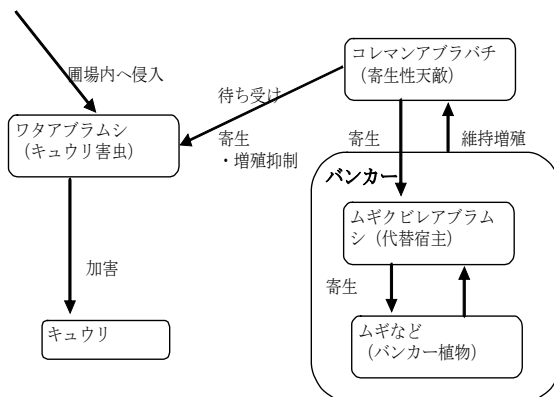 圃場内へ侵入
コレマンアブラバチ
（寄生性天敵）
待ち受け
ワタアブラムシ
（キュウリ害虫）
寄生
・増殖抑制
寄生
維持増殖
バンカー
ムギクビレアブラム
シ（代替宿主）
加害
寄生
キュウリ
ムギなど
（バンカー植物）